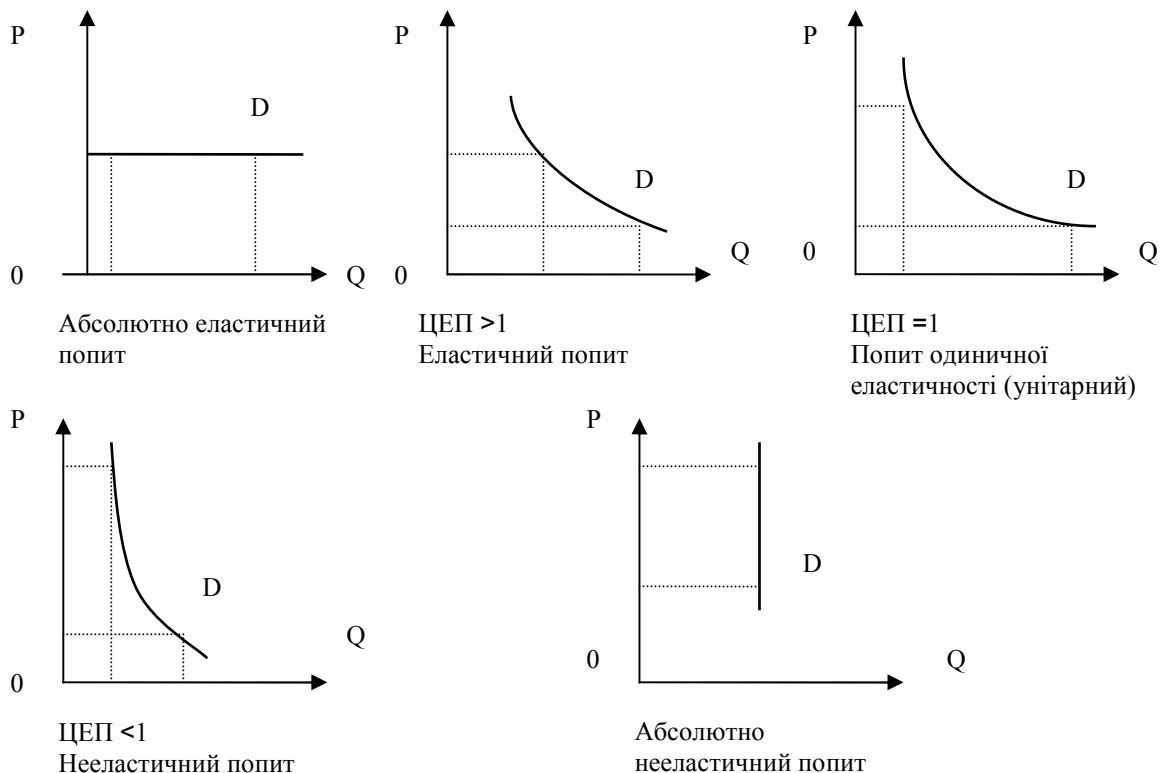 P
D
0
Q
Абсолютно еластичний
попит
P
D
0
Q
ЦЕП >1
Еластичний попит
P
D
0
Q
ЦЕП =1
Попит одиничної
еластичності (унітарний)
P
D
Q
0
ЦЕП <1
Нееластичний попит
P
D
0
Q
Абсолютно
нееластичний попит